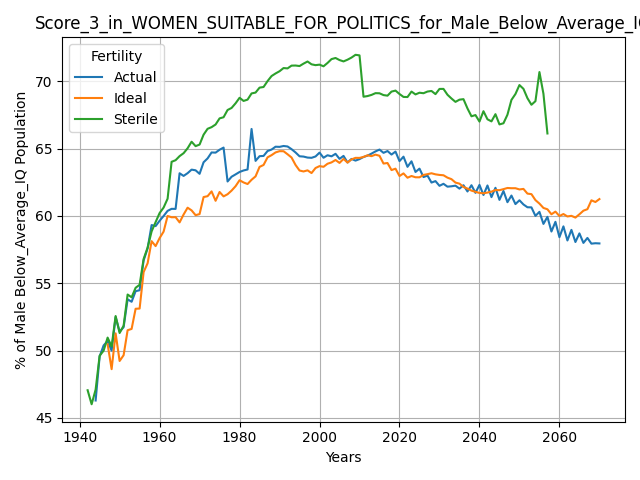 Score_3_in_WOMEN_SUITABLE_FOR_POLITICS_for_Male_Below_Average_IQ
Fertility
Actual
Ideal
Sterile
% of Male Below_Average_IQ Population
70
65
60
55
50
45
1940
1960
1980
2000
2020
2040
2060
Years